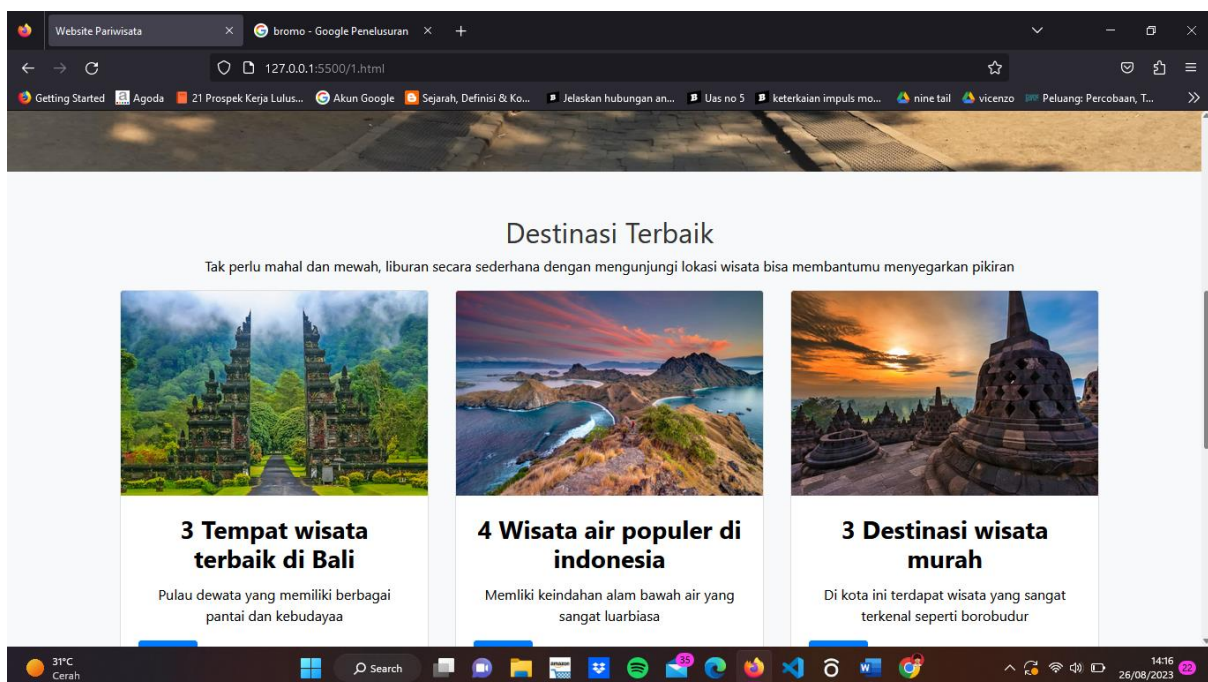 Website Pariwisata
bromo - Google Penelusuran
127.0.0.1:5500/1.html
Getting Started
Agoda
21 Prospek Kerja Lulus...
Akun Google
Sejarah, Definisi & Ko...
Jelaskan hubungan an...
Uas no 5
keterkaian impuls mo...
nine tail
vicenzo
Peluang: Percobaan, T...
Destinasi Terbaik
Tak perlu mahal dan mewah, liburan secara sederhana dengan mengunjungi lokasi wisata bisa membantumu menyegarkan pikiran
3 Tempat wisata
terbaik di Bali
Pulau dewata yang memiliki berbagai
pantai dan kebudayaa
4 Wisata air populer di
indonesia
Memliki keindahan alam bawah air yang
sangat luarbiasa
3 Destinasi wisata
murah
Di kota ini terdapat wisata yang sangat
terkenal seperti borobudur
31°C
Cerah
Search
35
14:16
26/08/2023
22